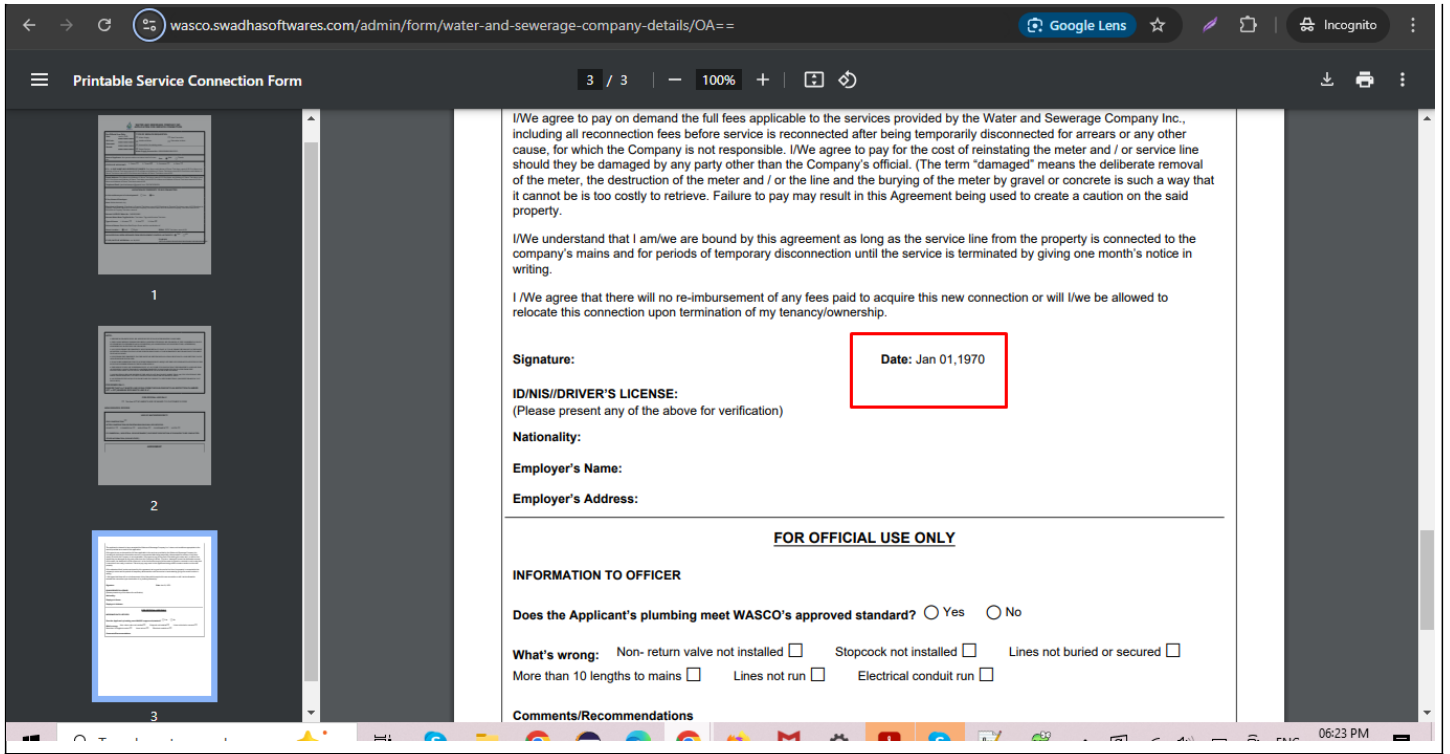 wasco.swadhasoftwares.com/admin/form/water-and-sewerage-company-details/OA==
Google Lens
Incognito
Printable Service Connection Form
3 / 3
100%
I/We agree to pay on demand the full fees applicable to the services provided by the Water and Sewerage Company Inc.,
including all reconnection fees before service is reconnected after being temporarily disconnected for arrears or any other
cause, for which the Company is not responsible. I/We agree to pay for the cost of reinstating the meter and / or service line
should they be damaged by any party other than the Company's official. (The term “damaged” means the deliberate removal
of the meter, the destruction of the meter and / or the line and the burying of the meter by gravel or concrete is such a way that
it cannot be is too costly to retrieve. Failure to pay may result in this Agreement being used to create a caution on the said
property.
I/We understand that I am/we are bound by this agreement as long as the service line from the property is connected to the
company's mains and for periods of temporary disconnection until the service is terminated by giving one month's notice in
writing.
I /We agree that there will no re-imbursement of any fees paid to acquire this new connection or will I/we be allowed to
relocate this connection upon termination of my tenancy/ownership.
Signature:
Date: Jan 01,1970
ID/NIS//DRIVER'S LICENSE:
(Please present any of the above for verification)
Nationality:
Employer's Name:
Employer's Address:
FOR OFFICIAL USE ONLY
INFORMATION TO OFFICER
Does the Applicant's plumbing meet WASCO's approved standard? Yes No
What's wrong: Non- return valve not installed Stopcock not installed Lines not buried or secured
More than 10 lengths to mains Lines not run Electrical conduit run
Comments/Recommendations
1
2
3
06:23 PM